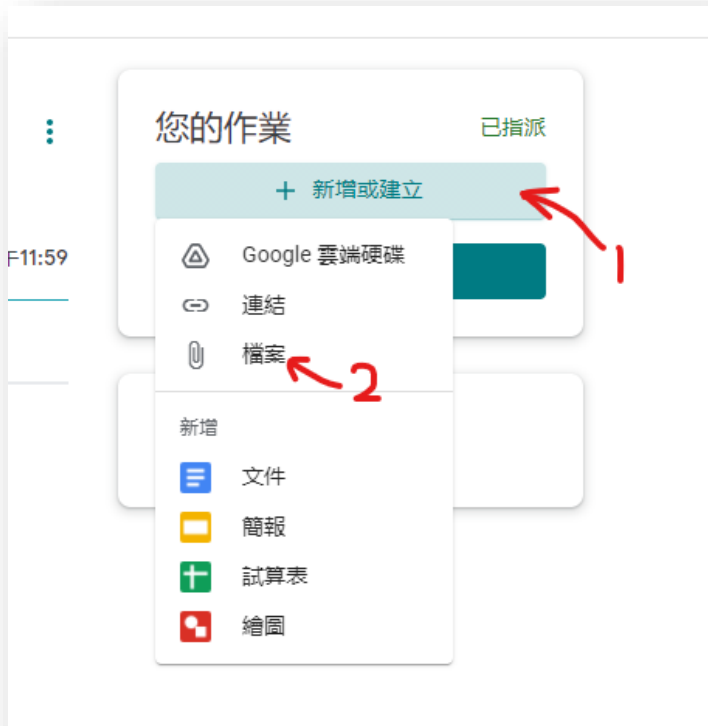 您的作業
已指派
+ 新增或建立
11:59
Google 雲端硬碟
1
連結
檔案
2
新增
文件
簡報
試算表
繪圖